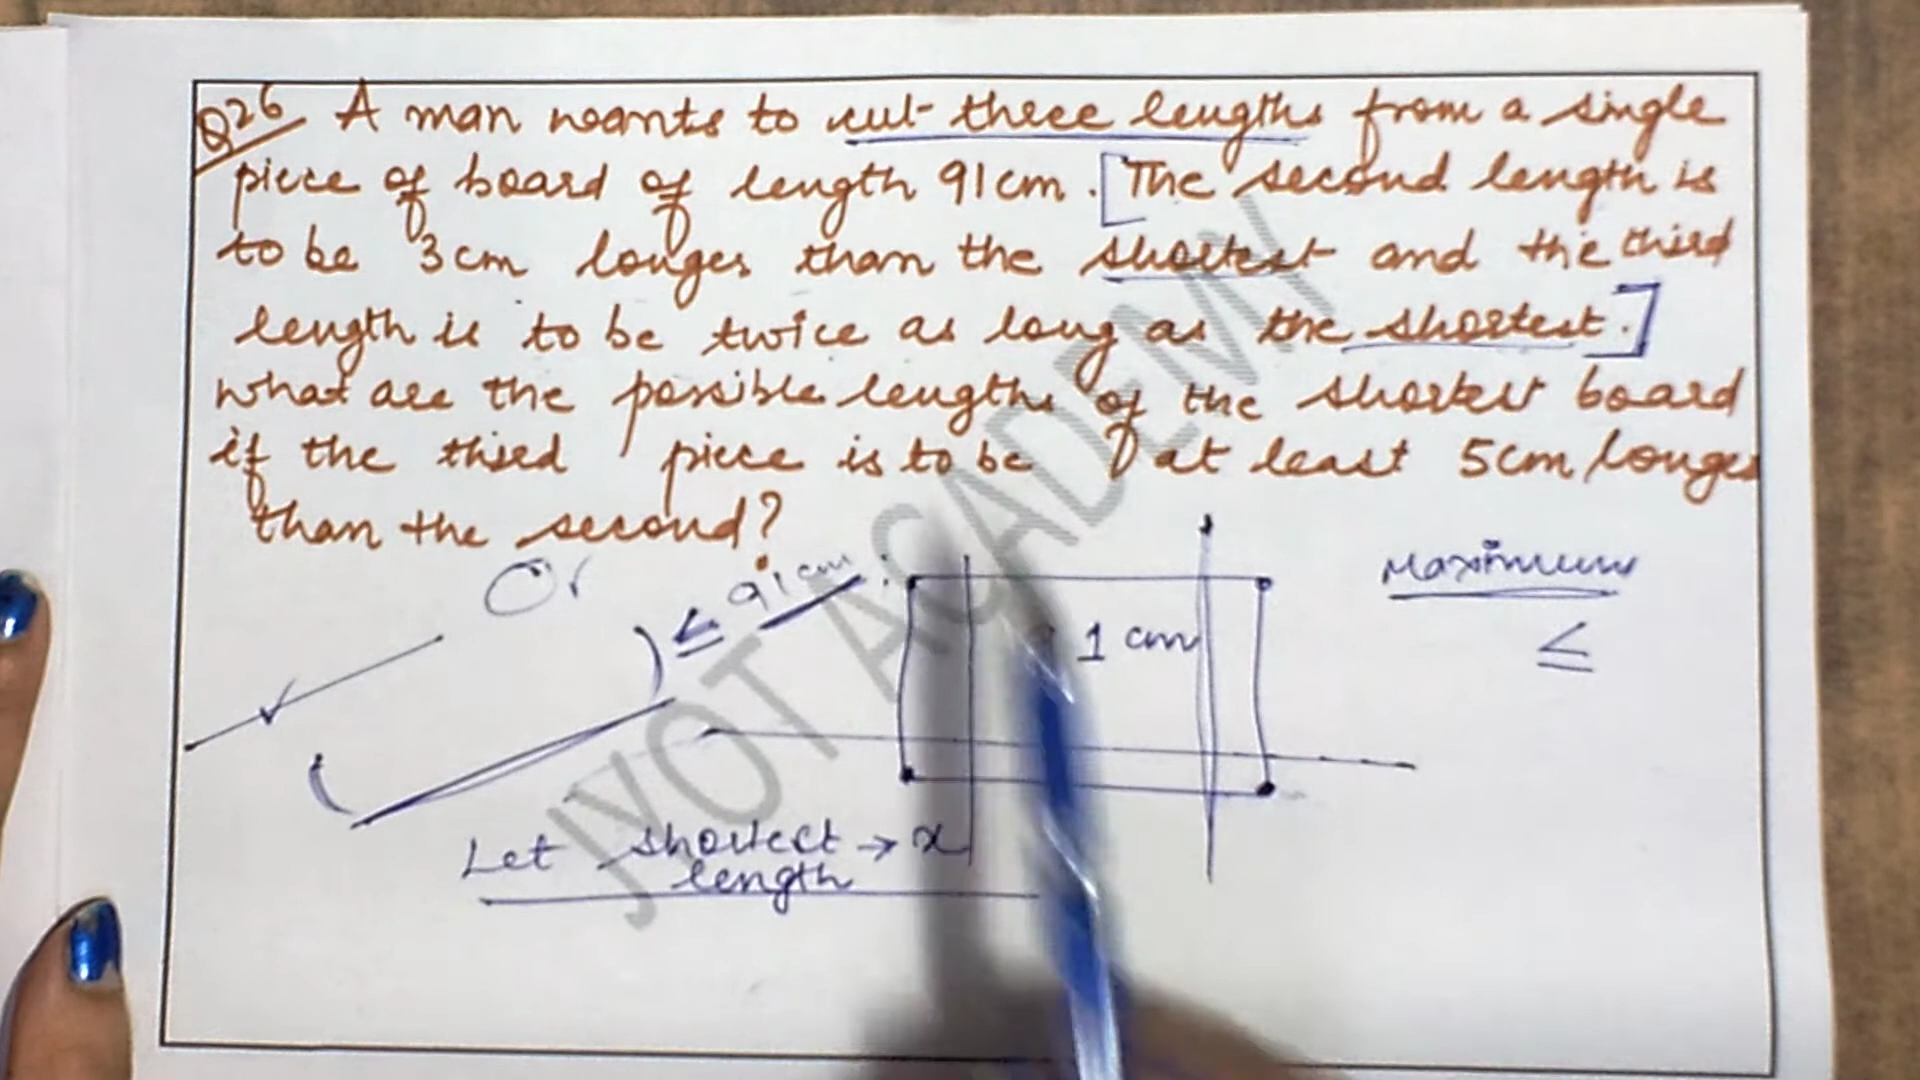 Q26 A man wants to cut three lengths from a single
piece of board of length 91cm. [The second length is
to be 3cm longer than the shortest and the third
length is to be twice as long as the shortest.]
what are the possible lengths of the shortest board
if the third piece is to be at least 5cm longer
than the second?
Or
≤ 91 cm
1 cm
Maximum
≤
Let shortest → x
length
JYOT ACADEMY